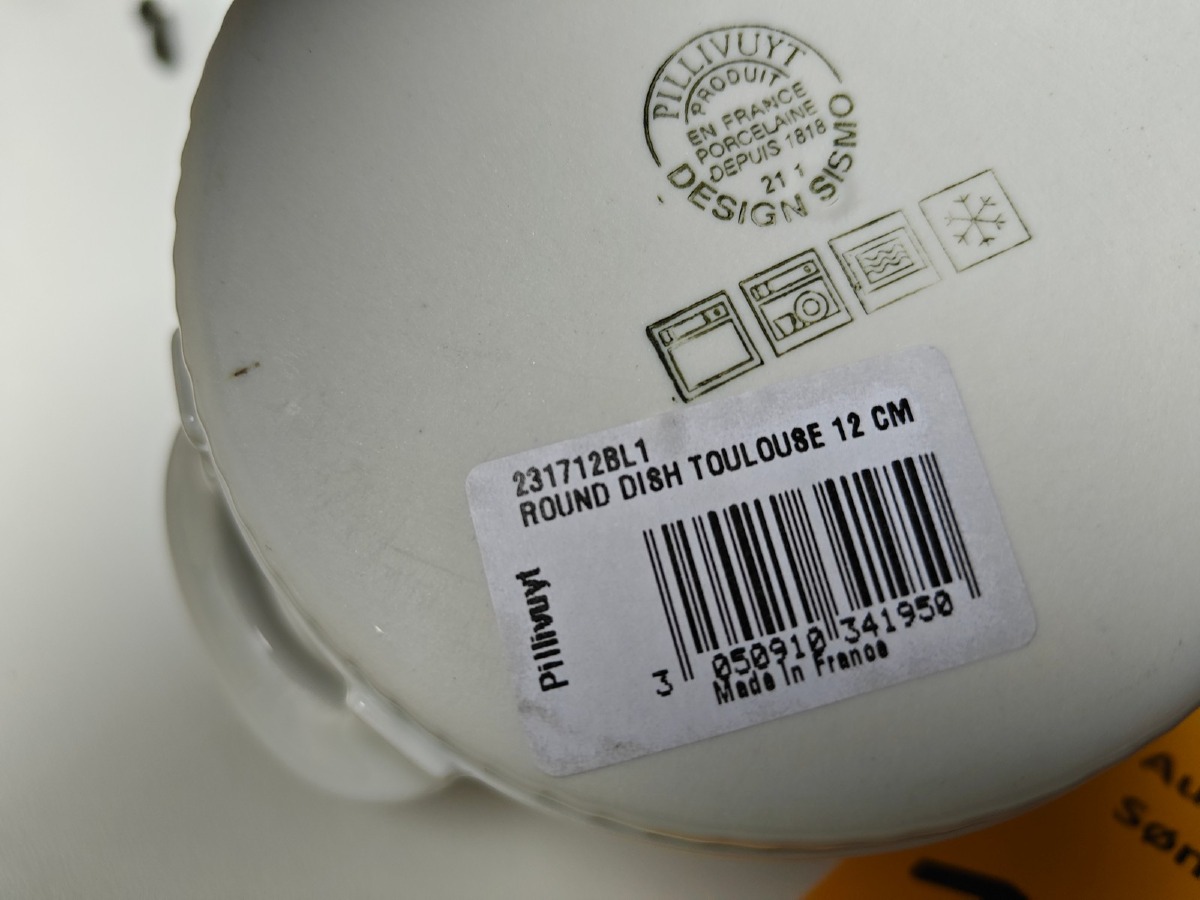 PILLIVUYT
PRODUIT
EN FRANCE
PORCELAINE
DEPUIS 1818
21 1
DESIGN SISMO
231712BL1
ROUND DISH TOULOUSE 12 CM
Pillivuyt
3 050910 341950
Made in France